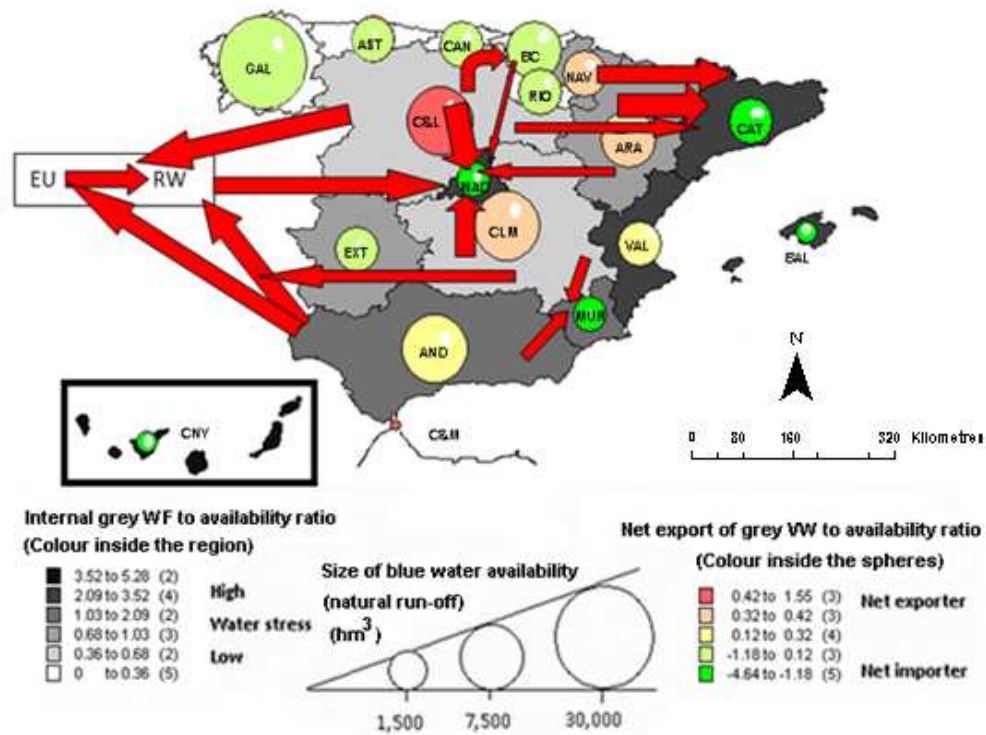 GAL
AST
CAN
BC
NAV
RIO
C&L
CAT
ARA
EU
RW
MAD
CLM
VAL
EXT
BAL
MUR
AND
N
CNY
C&M
0 80 160 320 Kilometres
Internal grey WF to availability ratio
(Colour inside the region)
3.52 to 5.28 (2)
2.09 to 3.52 (4)
1.03 to 2.09 (2)
0.68 to 1.03 (3)
0.36 to 0.68 (2)
0 to 0.36 (5)
High
Water stress
Low
Size of blue water availability
(natural run-off)
(hm³)
1,500 7,500 30,000
Net export of grey VW to availability ratio
(Colour inside the spheres)
0.42 to 1.55 (3)
0.32 to 0.42 (3)
0.12 to 0.32 (4)
-1.18 to 0.12 (3)
-4.64 to -1.18 (5)
Net exporter
Net importer